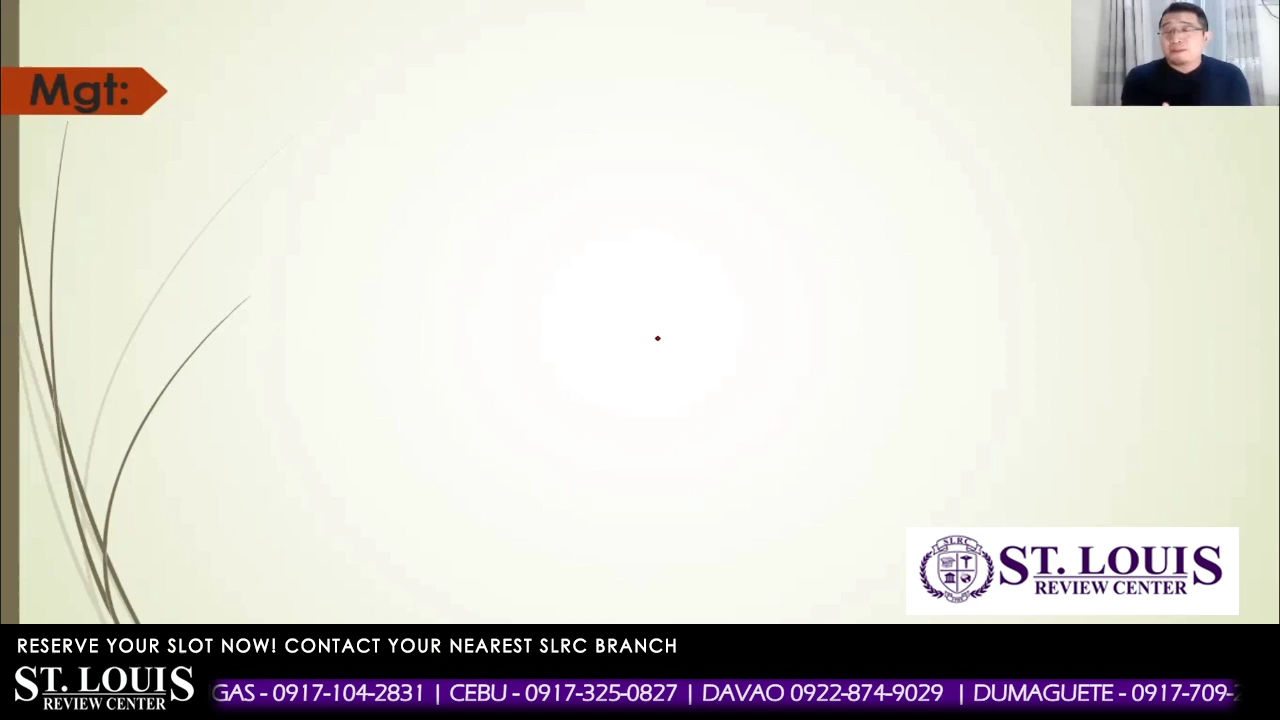 Mgt:
SLRC
ST. LOUIS
REVIEW CENTER
RESERVE YOUR SLOT NOW! CONTACT YOUR NEAREST SLRC BRANCH
ST. LOUIS
REVIEW CENTER
GAS - 0917-104-2831 | CEBU - 0917-325-0827 | DAVAO 0922-874-9029 | DUMAGUETE - 0917-709-